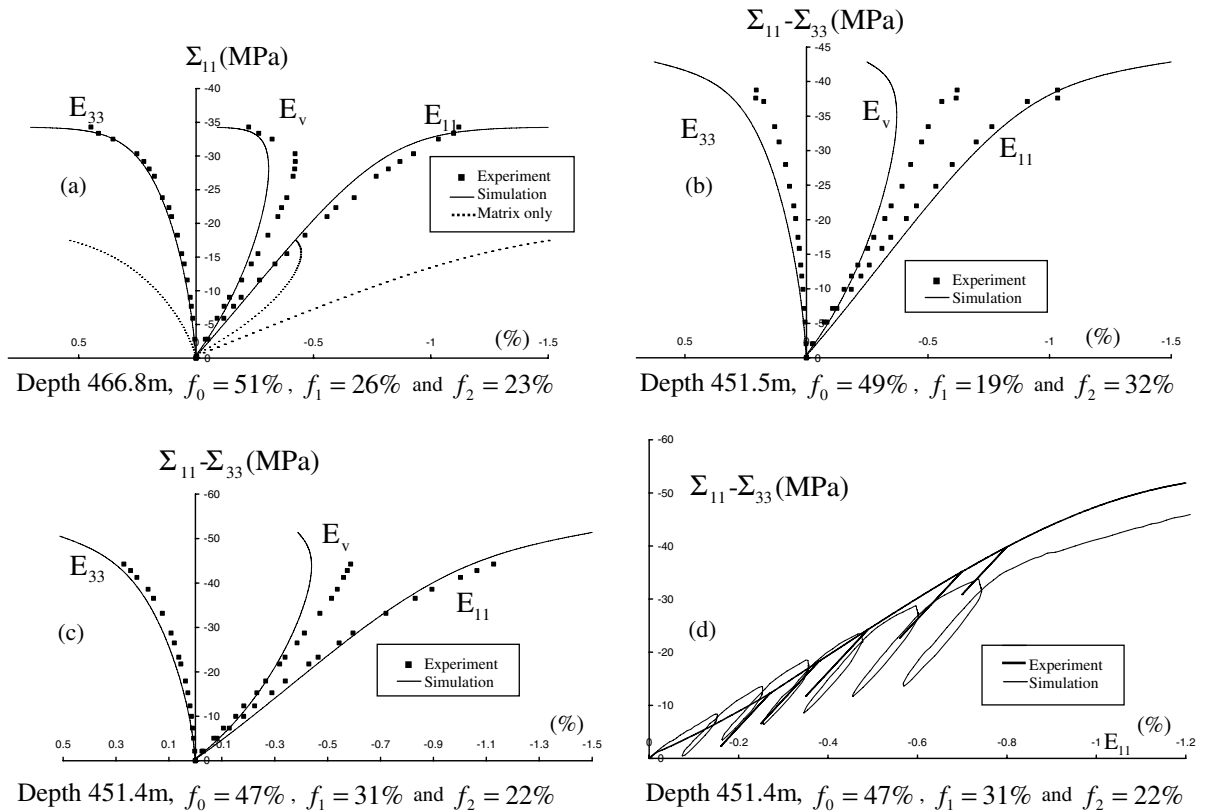 Σ₁₁(MPa)
-40
-35
-30
-25
-20
-15
-10
-5
0
E₃₃
Eᵥ
E₁₁
(a)
Experiment
Simulation
Matrix only
(%)
0.5
0
-0.5
-1
-1.5
Depth 466.8m, f₀ = 51% , f₁ = 26% and f₂ = 23%
Σ₁₁-Σ₃₃(MPa)
-45
-40
-35
-30
-25
-20
-15
-10
-5
0
E₃₃
Eᵥ
E₁₁
(b)
Experiment
Simulation
(%)
0.5
0
-0.5
-1
-1.5
Depth 451.5m, f₀ = 49% , f₁ = 19% and f₂ = 32%
Σ₁₁-Σ₃₃(MPa)
-60
-50
-40
-30
-20
-10
0
E₃₃
Eᵥ
E₁₁
(c)
Experiment
Simulation
(%)
0.5
0.3
0.1
-0.1
-0.3
-0.5
-0.7
-0.9
-1.1
-1.3
-1.5
Depth 451.4m, f₀ = 47% , f₁ = 31% and f₂ = 22%
-60
-50
-40
-30
-20
-10
0
Σ₁₁-Σ₃₃(MPa)
(d)
Experiment
Simulation
(%)
0
-0.2
-0.4
-0.6
-0.8
E₁₁
-1.2
Depth 451.4m, f₀ = 47% , f₁ = 31% and f₂ = 22%